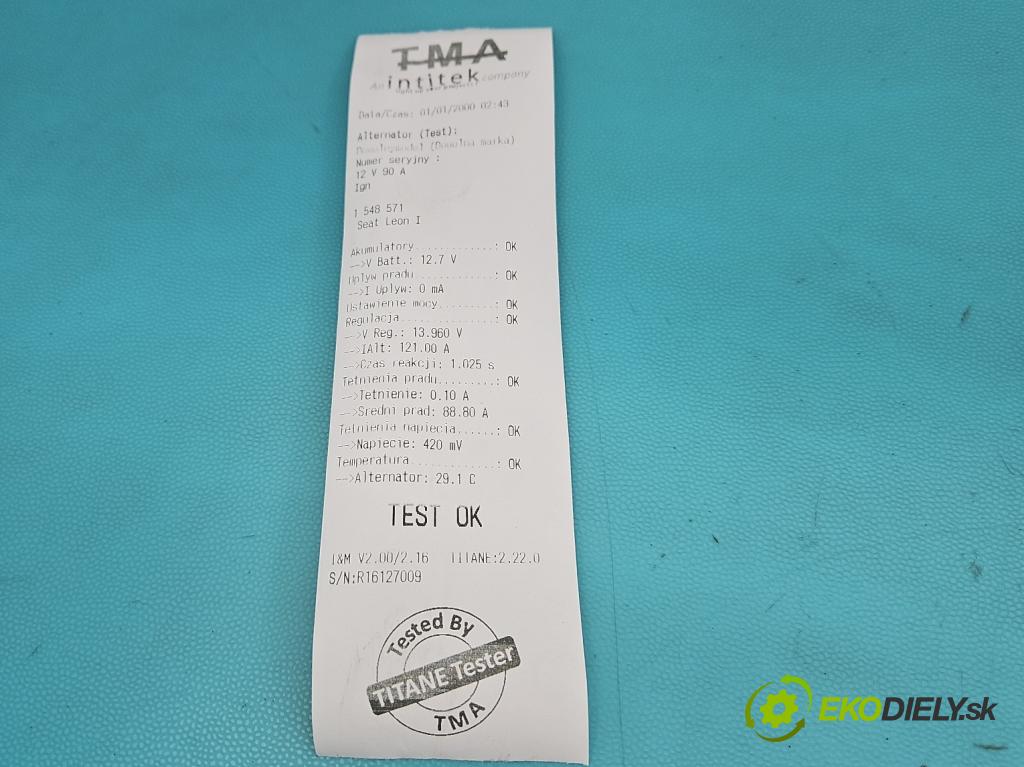 TMA
An intitek company
Data/Czas: 01/01/2000 02:43
Alternator (Test):
(Dowolna marka)
Numer seryjny :
12 V 90 A
Ign
1 548 571
Seat Leon I
Akumulatory...........: OK
-->V Batt.: 12.7 V
Uplyw pradu...........: OK
-->I Uplyw: 0 mA
Ustawienie mocy.......: OK
Regulacja.............: OK
-->V Reg.: 13.960 V
-->IAlt: 121.00 A
-->Czas reakcji: 1.025 s
Tetnienia pradu........: OK
-->Tetnienie: 0.10 A
-->Sredni prad: 88.80 A
Tetnienia napiecia.....: OK
-->Napiecie: 420 mV
Temperatura...........: OK
-->Alternator: 29.1 C
TEST OK
T&M V2.00/2.16 TITANE:2.22.0
S/N:R16127009
Tested By
TITANE Tester
TMA
EKODIELY.sk